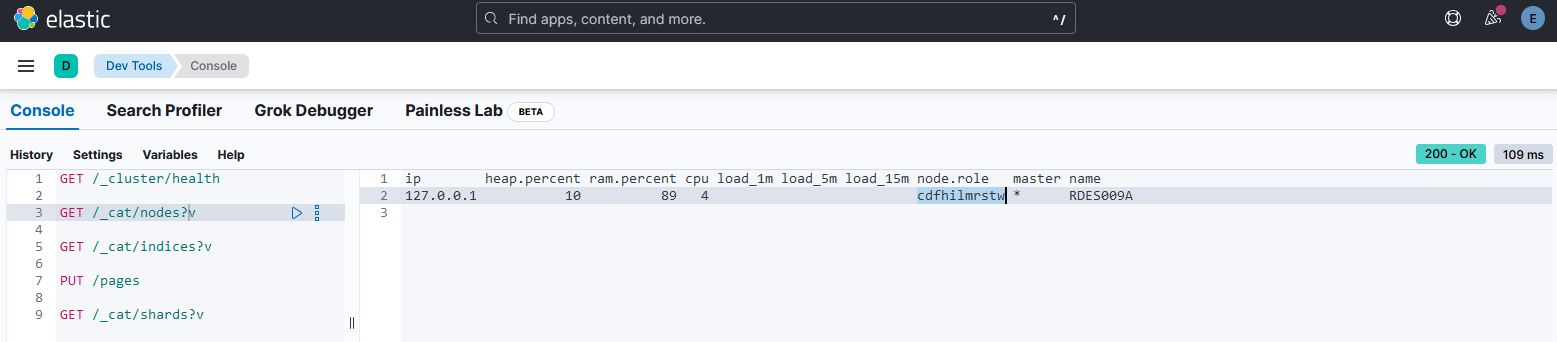 elastic
Find apps, content, and more.
^/
E
D
Dev Tools
Console
Console
Search Profiler
Grok Debugger
Painless Lab
BETA
History
Settings
Variables
Help
200 - OK
109 ms
1 GET /_cluster/health
2
3 GET /_cat/nodes?v
4
5 GET /_cat/indices?v
6
7 PUT /pages
8
9 GET /_cat/shards?v
1 ip heap.percent ram.percent cpu load_1m load_5m load_15m node.role master name
2 127.0.0.1 10 89 4 cdfhilmrstw * RDES009A
3